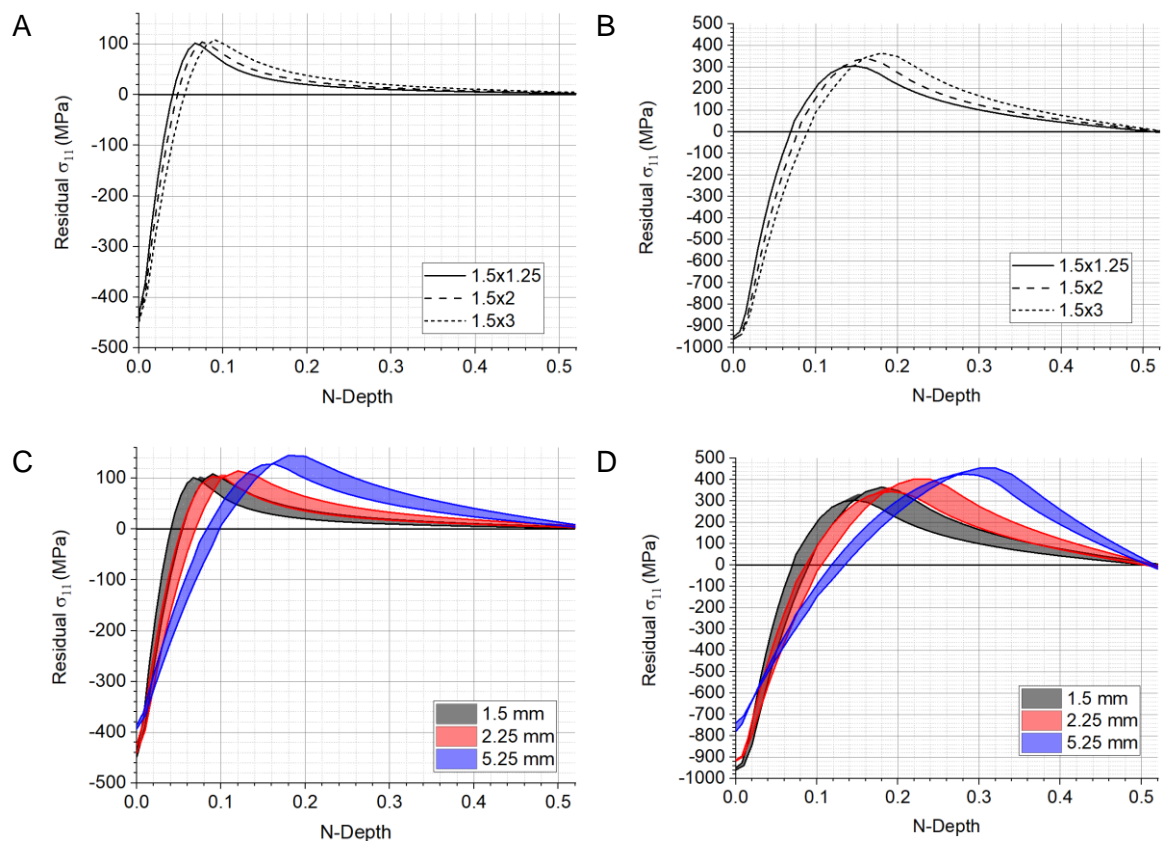 A
Residual σ11 (MPa)
100
0
-100
-200
-300
-400
-500
0.0 0.1 0.2 0.3 0.4 0.5
N-Depth
1.5x1.25
1.5x2
1.5x3
B
Residual σ11 (MPa)
500
400
300
200
100
0
-100
-200
-300
-400
-500
-600
-700
-800
-900
-1000
0.0 0.1 0.2 0.3 0.4 0.5
N-Depth
1.5x1.25
1.5x2
1.5x3
C
Residual σ11 (MPa)
100
0
-100
-200
-300
-400
-500
0.0 0.1 0.2 0.3 0.4 0.5
N-Depth
1.5 mm
2.25 mm
5.25 mm
D
Residual σ11 (MPa)
500
400
300
200
100
0
-100
-200
-300
-400
-500
-600
-700
-800
-900
-1000
0.0 0.1 0.2 0.3 0.4 0.5
N-Depth
1.5 mm
2.25 mm
5.25 mm